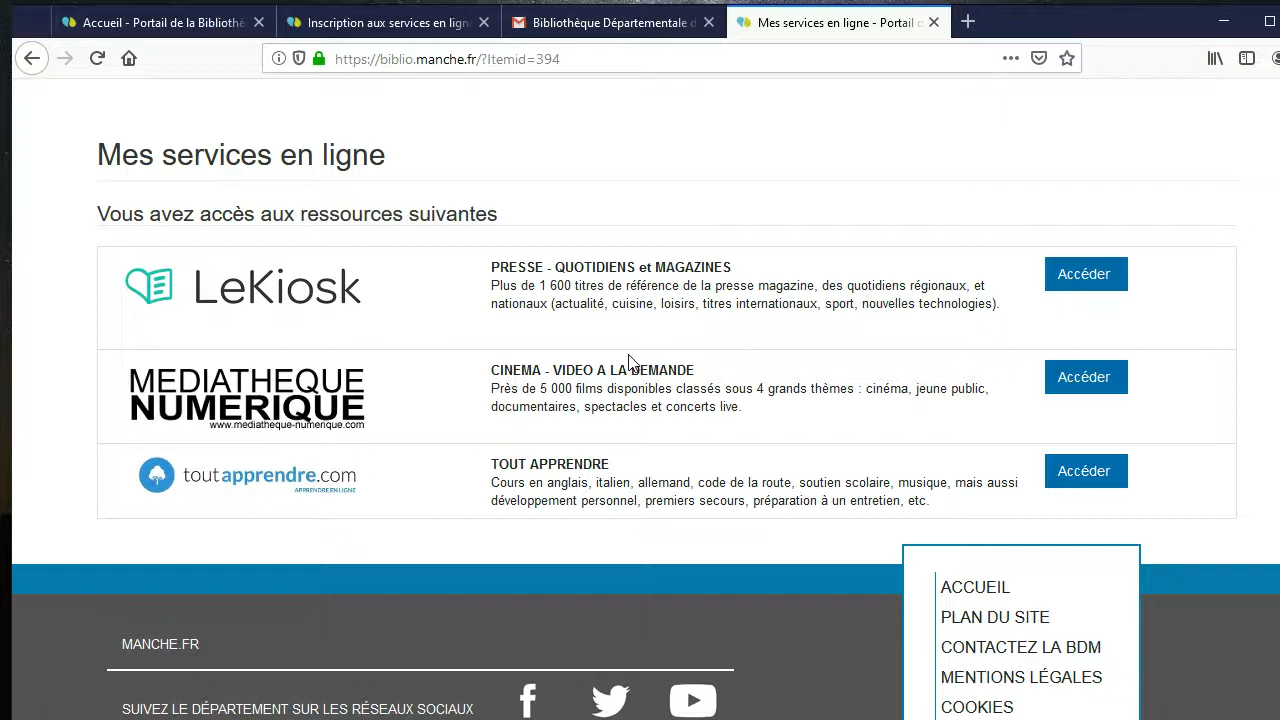 Accueil - Portail de la Bibliothè
Inscription aux services en lign
Bibliothèque Départementale d
Mes services en ligne - Portail d
https://biblio.manche.fr/?Itemid=394
Mes services en ligne
Vous avez accès aux ressources suivantes
LeKiosk
PRESSE - QUOTIDIENS et MAGAZINES
Plus de 1 600 titres de référence de la presse magazine, des quotidiens régionaux, et
nationaux (actualité, cuisine, loisirs, titres internationaux, sport, nouvelles technologies).
Accéder
MEDIATHEQUE
NUMERIQUE
www.mediatheque-numerique.com
CINEMA - VIDEO A LA DEMANDE
Près de 5 000 films disponibles classés sous 4 grands thèmes : cinéma, jeune public,
documentaires, spectacles et concerts live.
Accéder
toutapprendre.com
APPRENDRE EN LIGNE
TOUT APPRENDRE
Cours en anglais, italien, allemand, code de la route, soutien scolaire, musique, mais aussi
développement personnel, premiers secours, préparation à un entretien, etc.
Accéder
MANCHE.FR
SUIVEZ LE DÉPARTEMENT SUR LES RÉSEAUX SOCIAUX
ACCUEIL
PLAN DU SITE
CONTACTEZ LA BDM
MENTIONS LÉGALES
COOKIES